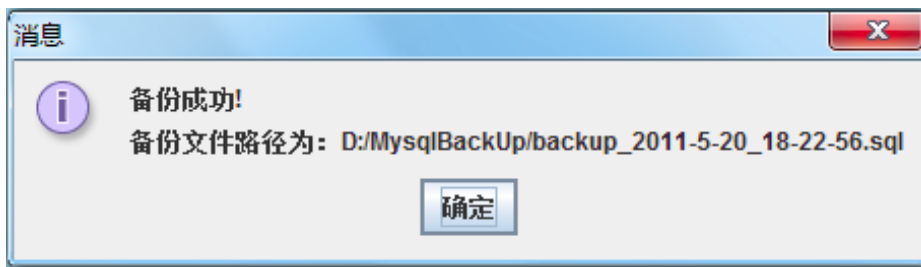 消息
备份成功!
备份文件路径为：D:/MysqlBackUp/backup_2011-5-20_18-22-56.sql
确定